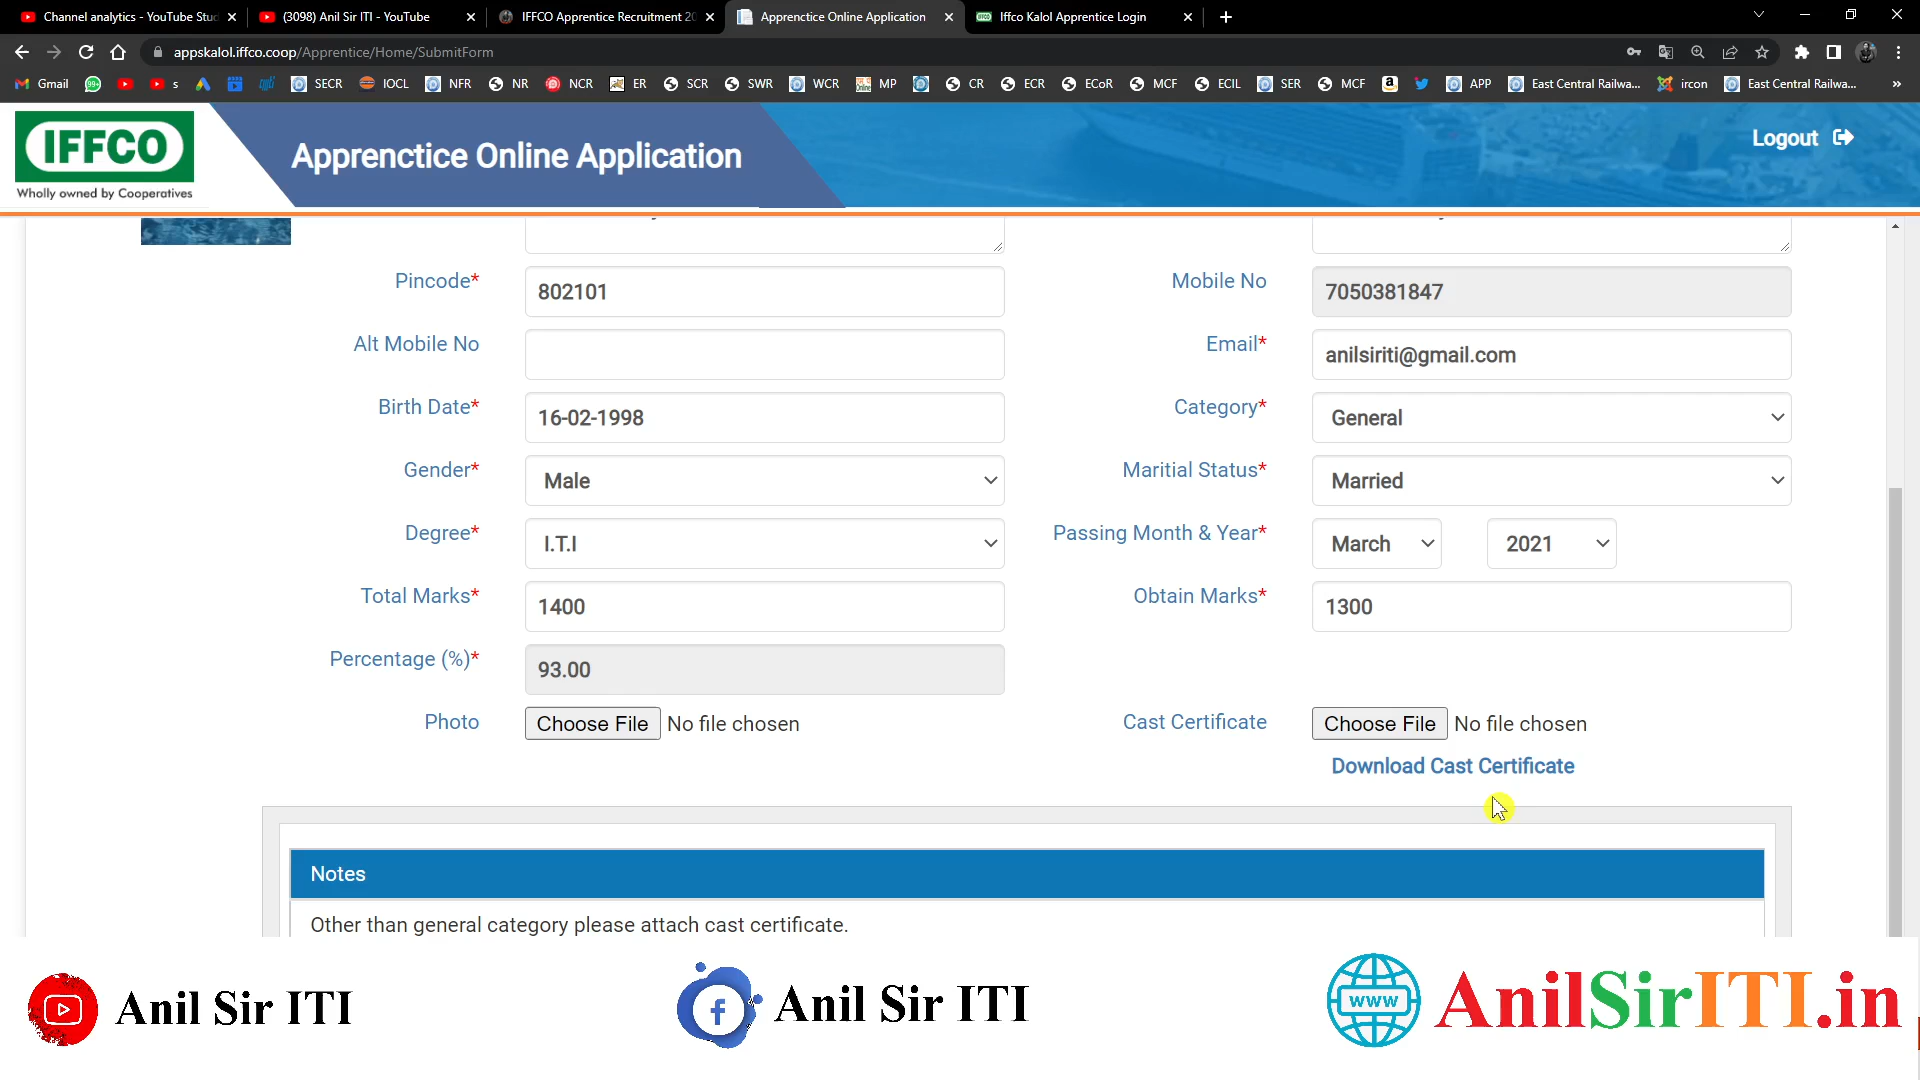 Channel analytics - YouTube Stud
(3098) Anil Sir ITI - YouTube
IFFCO Apprentice Recruitment 20
Apprenctice Online Application
Iffco Kalol Apprentice Login
appskalol.iffco.coop/Apprentice/Home/SubmitForm
Gmail 99+ s SECR IOCL NFR NR NCR ER SCR SWR WCR MP CR ECR ECoR MCF ECIL SER MCF APP East Central Railwa... ircon East Central Railwa... »
IFFCO
Wholly owned by Cooperatives
Apprenctice Online Application
Logout
Pincode* 802101 Mobile No 7050381847
Alt Mobile No Email* anilsiriti@gmail.com
Birth Date* 16-02-1998 Category* General
Gender* Male Maritial Status* Married
Degree* I.T.I Passing Month & Year* March 2021
Total Marks* 1400 Obtain Marks* 1300
Percentage (%)* 93.00
Photo Choose File No file chosen Cast Certificate Choose File No file chosen
Download Cast Certificate
Notes
Other than general category please attach cast certificate.
Anil Sir ITI
f Anil Sir ITI
www AnilSirITI.in